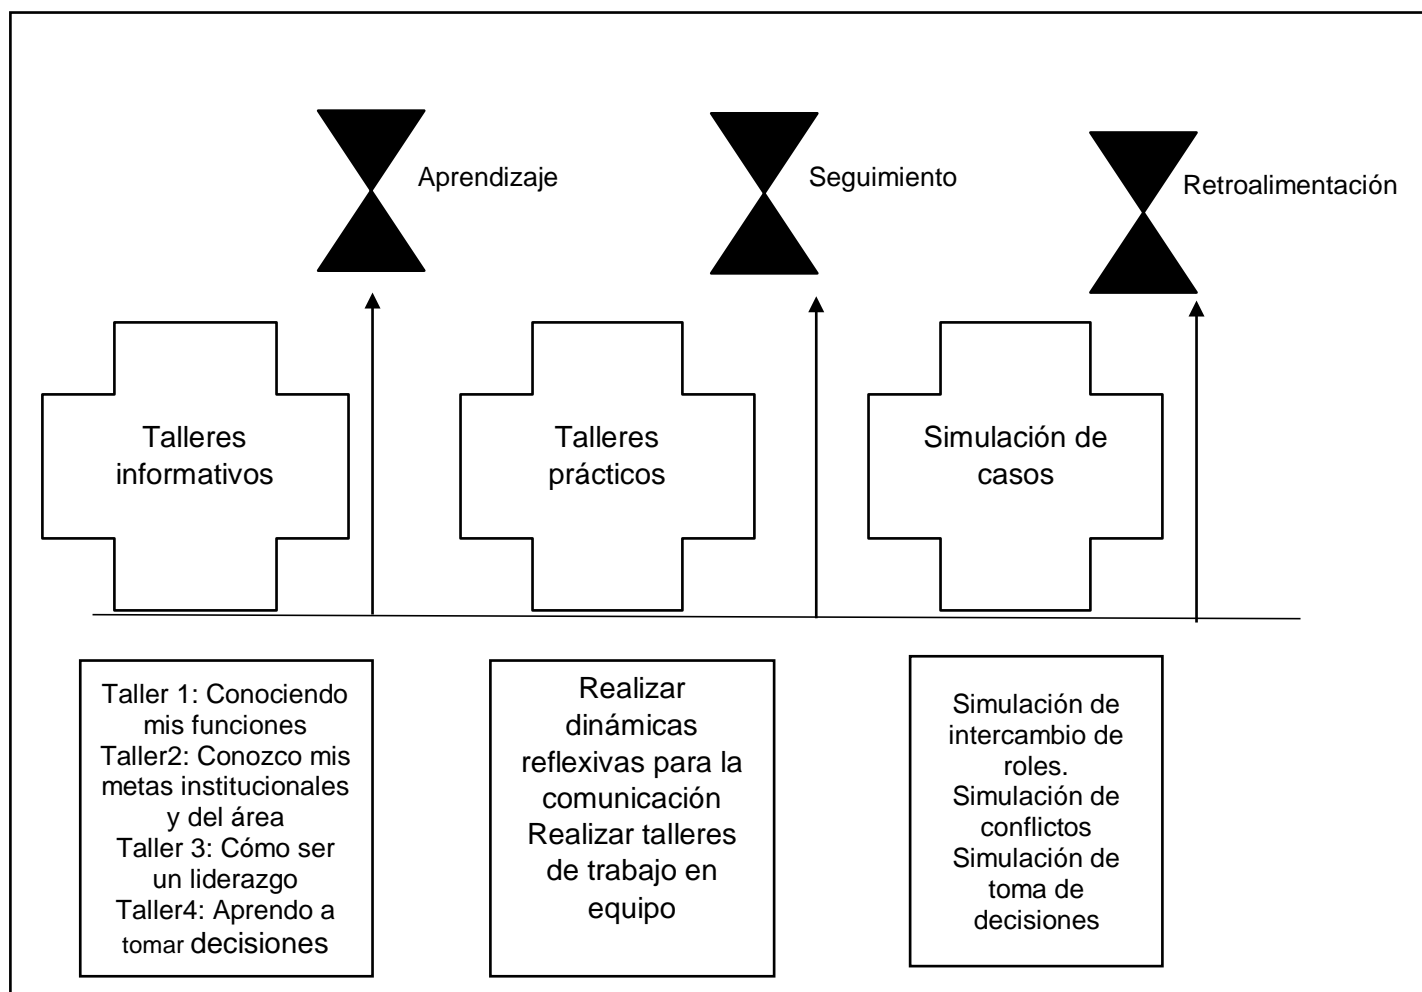 Aprendizaje
Seguimiento
Retroalimentación
Talleres
informativos
Talleres
prácticos
Simulación de
casos
Taller 1: Conociendo
mis funciones
Taller2: Conozco mis
metas institucionales
y del área
Taller 3: Cómo ser
un liderazgo
Taller4: Aprendo a
tomar decisiones
Realizar
dinámicas
reflexivas para la
comunicación
Realizar talleres
de trabajo en
equipo
Simulación de
intercambio de
roles.
Simulación de
conflictos
Simulación de
toma de
decisiones